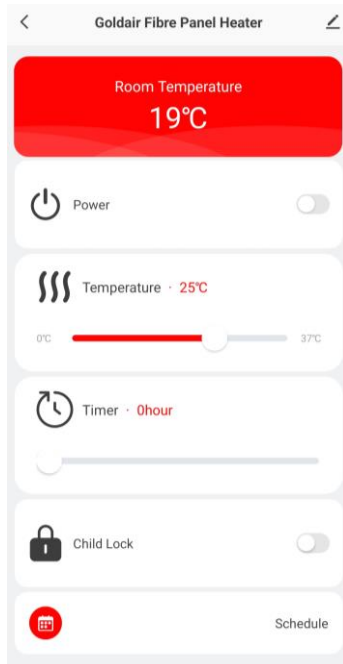 Goldair Fibre Panel Heater
Room Temperature
19℃
Power
Temperature · 25℃
0℃ 37℃
Timer · 0hour
Child Lock
Schedule